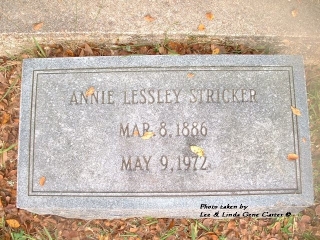 ANNIE LESSLEY STRICKER
MAR. 8, 1886
MAY 9, 1972
Photo taken by
Lee & Linda Gene Carter ©